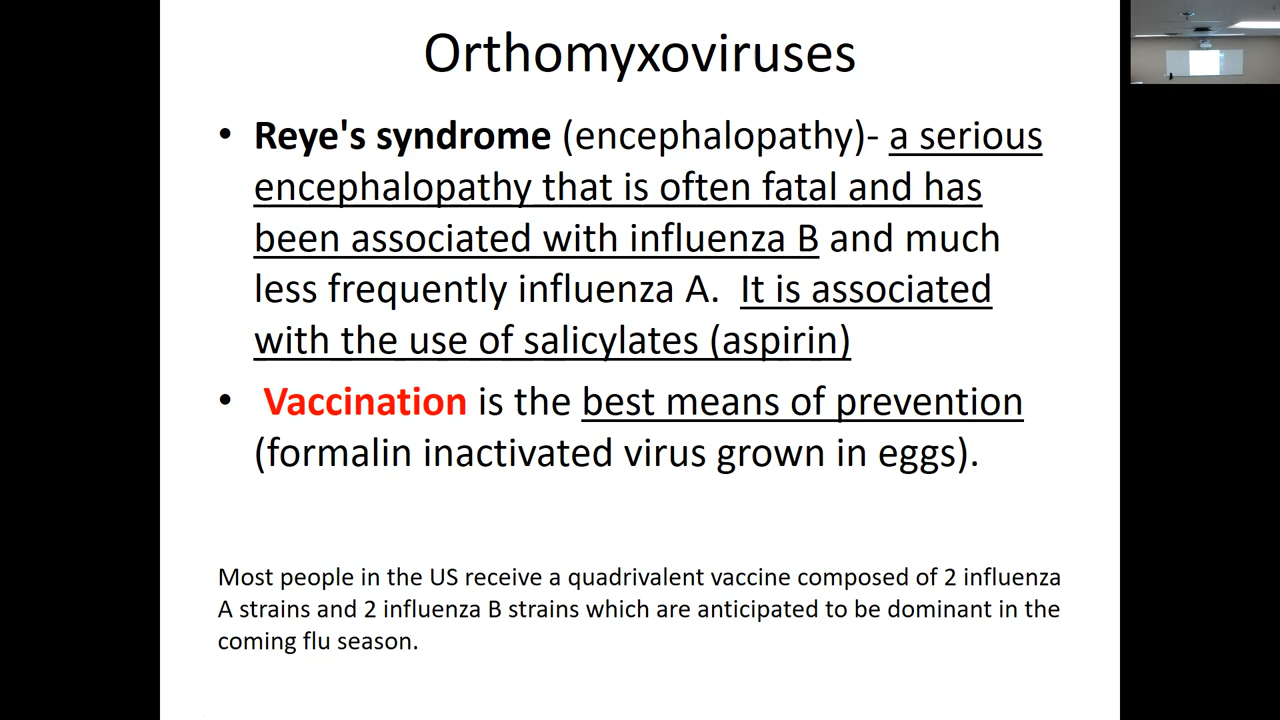 Orthomyxoviruses
• Reye's syndrome (encephalopathy)- a serious
encephalopathy that is often fatal and has
been associated with influenza B and much
less frequently influenza A.  It is associated
with the use of salicylates (aspirin)
• Vaccination is the best means of prevention
(formalin inactivated virus grown in eggs).
Most people in the US receive a quadrivalent vaccine composed of 2 influenza
A strains and 2 influenza B strains which are anticipated to be dominant in the
coming flu season.